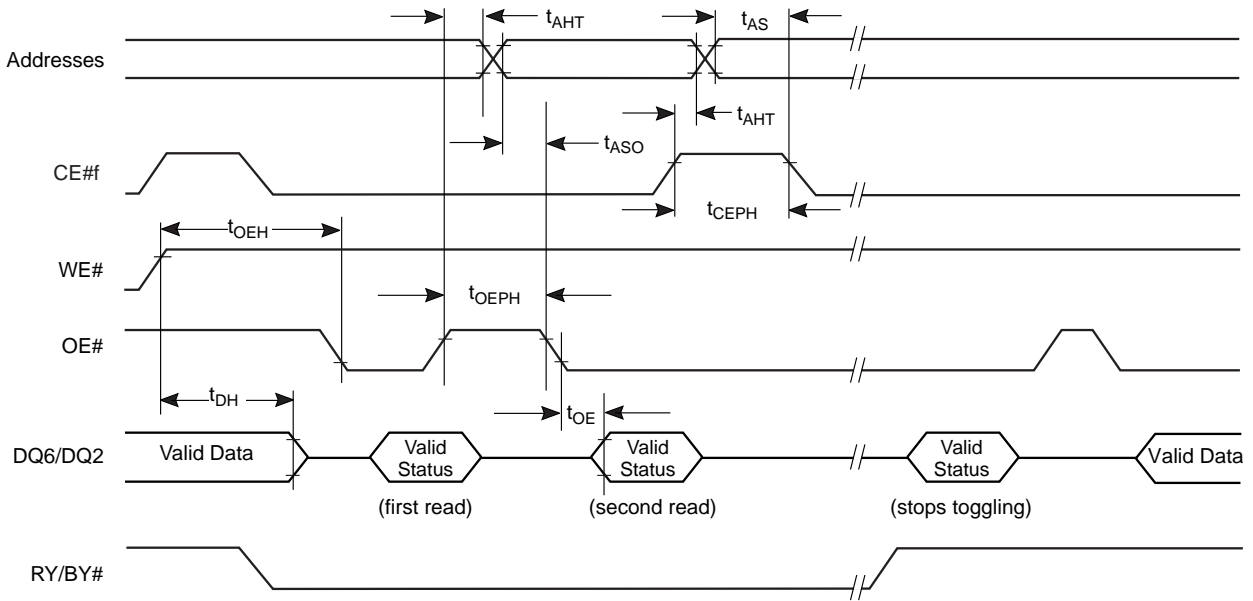 tAHT
tAS
Addresses
tAHT
tASO
CE#f
tCEPH
tOEH
WE#
tOEPH
OE#
tDH
tOE
DQ6/DQ2
Valid Data
Valid
Status
Valid
Status
Valid
Status
Valid Data
(first read)
(second read)
(stops toggling)
RY/BY#